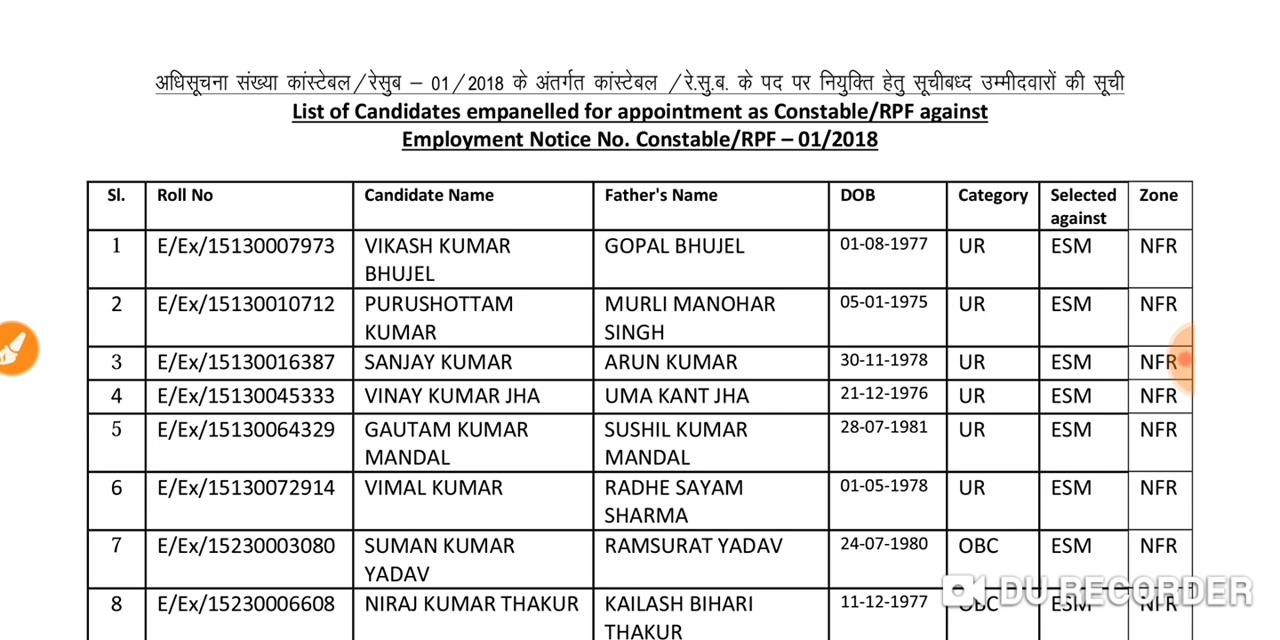 अधिसूचना संख्या कांस्टेबल/रेसुब – 01/2018 के अंतर्गत कांस्टेबल /रे.सु.ब. के पद पर नियुक्ति हेतु सूचीबध्द उम्मीदवारों की सूची
List of Candidates empanelled for appointment as Constable/RPF against
Employment Notice No. Constable/RPF – 01/2018
Sl. Roll No Candidate Name Father's Name DOB Category Selected Zone
against
1 E/Ex/15130007973 VIKASH KUMAR GOPAL BHUJEL 01-08-1977 UR ESM NFR
BHUJEL
2 E/Ex/15130010712 PURUSHOTTAM MURLI MANOHAR 05-01-1975 UR ESM NFR
KUMAR SINGH
3 E/Ex/15130016387 SANJAY KUMAR ARUN KUMAR 30-11-1978 UR ESM NFR
4 E/Ex/15130045333 VINAY KUMAR JHA UMA KANT JHA 21-12-1976 UR ESM NFR
5 E/Ex/15130064329 GAUTAM KUMAR SUSHIL KUMAR 28-07-1981 UR ESM NFR
MANDAL MANDAL
6 E/Ex/15130072914 VIMAL KUMAR RADHE SAYAM 01-05-1978 UR ESM NFR
SHARMA
7 E/Ex/15230003080 SUMAN KUMAR RAMSURAT YADAV 24-07-1980 OBC ESM NFR
YADAV
8 E/Ex/15230006608 NIRAJ KUMAR THAKUR KAILASH BIHARI 11-12-1977 OBC ESM NFR
THAKUR
DU RECORDER